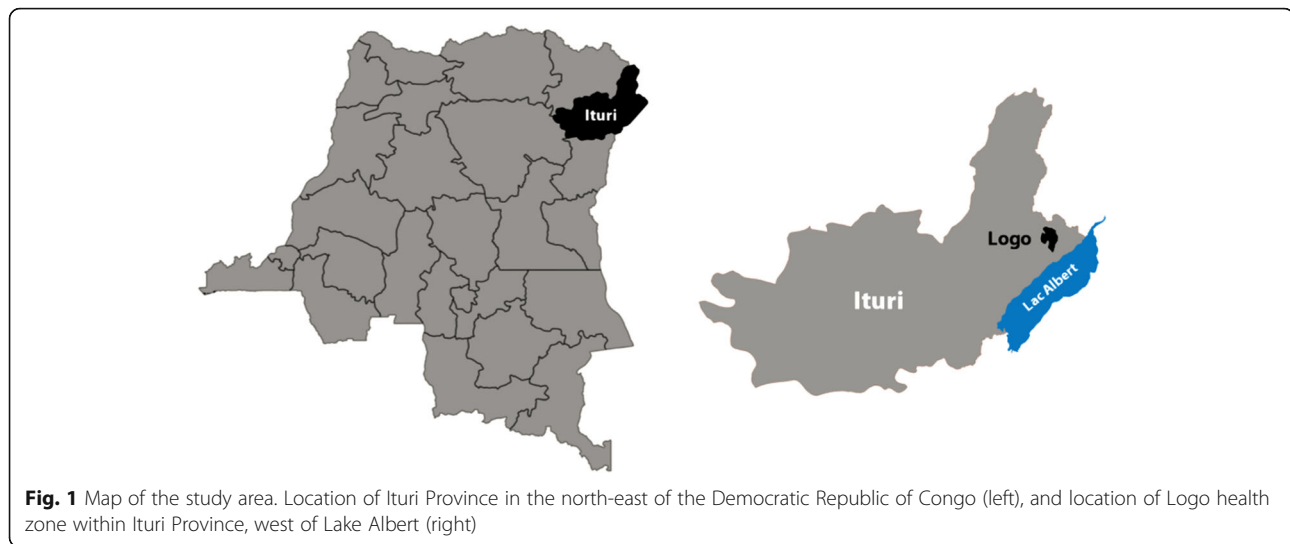 Ituri
Logo
Ituri
Lac Albert
Fig. 1 Map of the study area. Location of Ituri Province in the north-east of the Democratic Republic of Congo (left), and location of Logo health
zone within Ituri Province, west of Lake Albert (right)